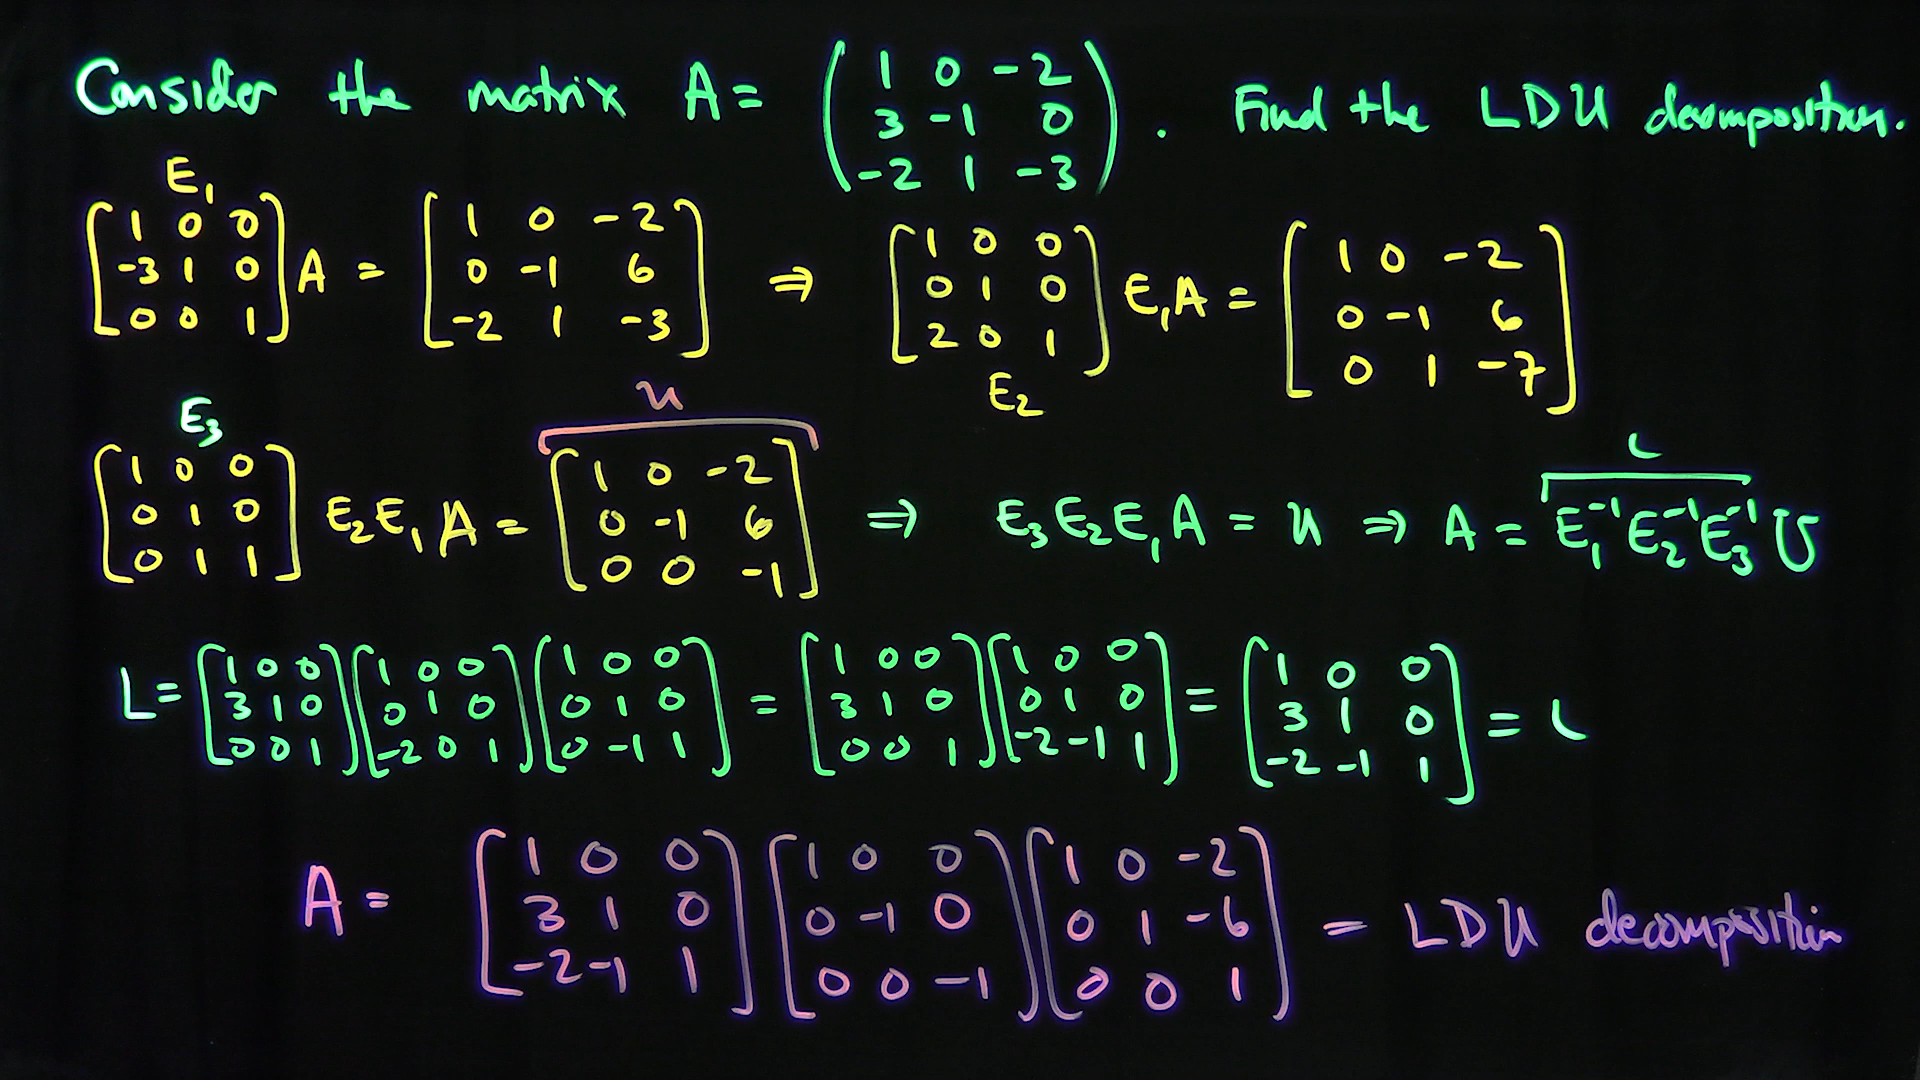 Consider the matrix A = ( 1 0 -2 ; 3 -1 0 ; -2 1 -3 ) . Find the LDU decomposition.
E₁
[ 1 0 0 ; -3 1 0 ; 0 0 1 ] A = [ 1 0 -2 ; 0 -1 6 ; -2 1 -3 ] ⇒ [ 1 0 0 ; 0 1 0 ; 2 0 1 ] E₁A = [ 1 0 -2 ; 0 -1 6 ; 0 1 -7 ]
E₂
E₃ U L
[ 1 0 0 ; 0 1 0 ; 0 1 1 ] E₂E₁A = [ 1 0 -2 ; 0 -1 6 ; 0 0 -1 ] ⇒ E₃E₂E₁A = U ⇒ A = E₁⁻¹E₂⁻¹E₃⁻¹U
L = [ 1 0 0 ; 3 1 0 ; 0 0 1 ] [ 1 0 0 ; 0 1 0 ; -2 0 1 ] [ 1 0 0 ; 0 1 0 ; 0 -1 1 ] = [ 1 0 0 ; 3 1 0 ; 0 0 1 ] [ 1 0 0 ; 0 1 0 ; -2 -1 1 ] = [ 1 0 0 ; 3 1 0 ; -2 -1 1 ] = L
A = [ 1 0 0 ; 3 1 0 ; -2 -1 1 ] [ 1 0 0 ; 0 -1 0 ; 0 0 -1 ] [ 1 0 -2 ; 0 1 -6 ; 0 0 1 ] = LDU decomposition